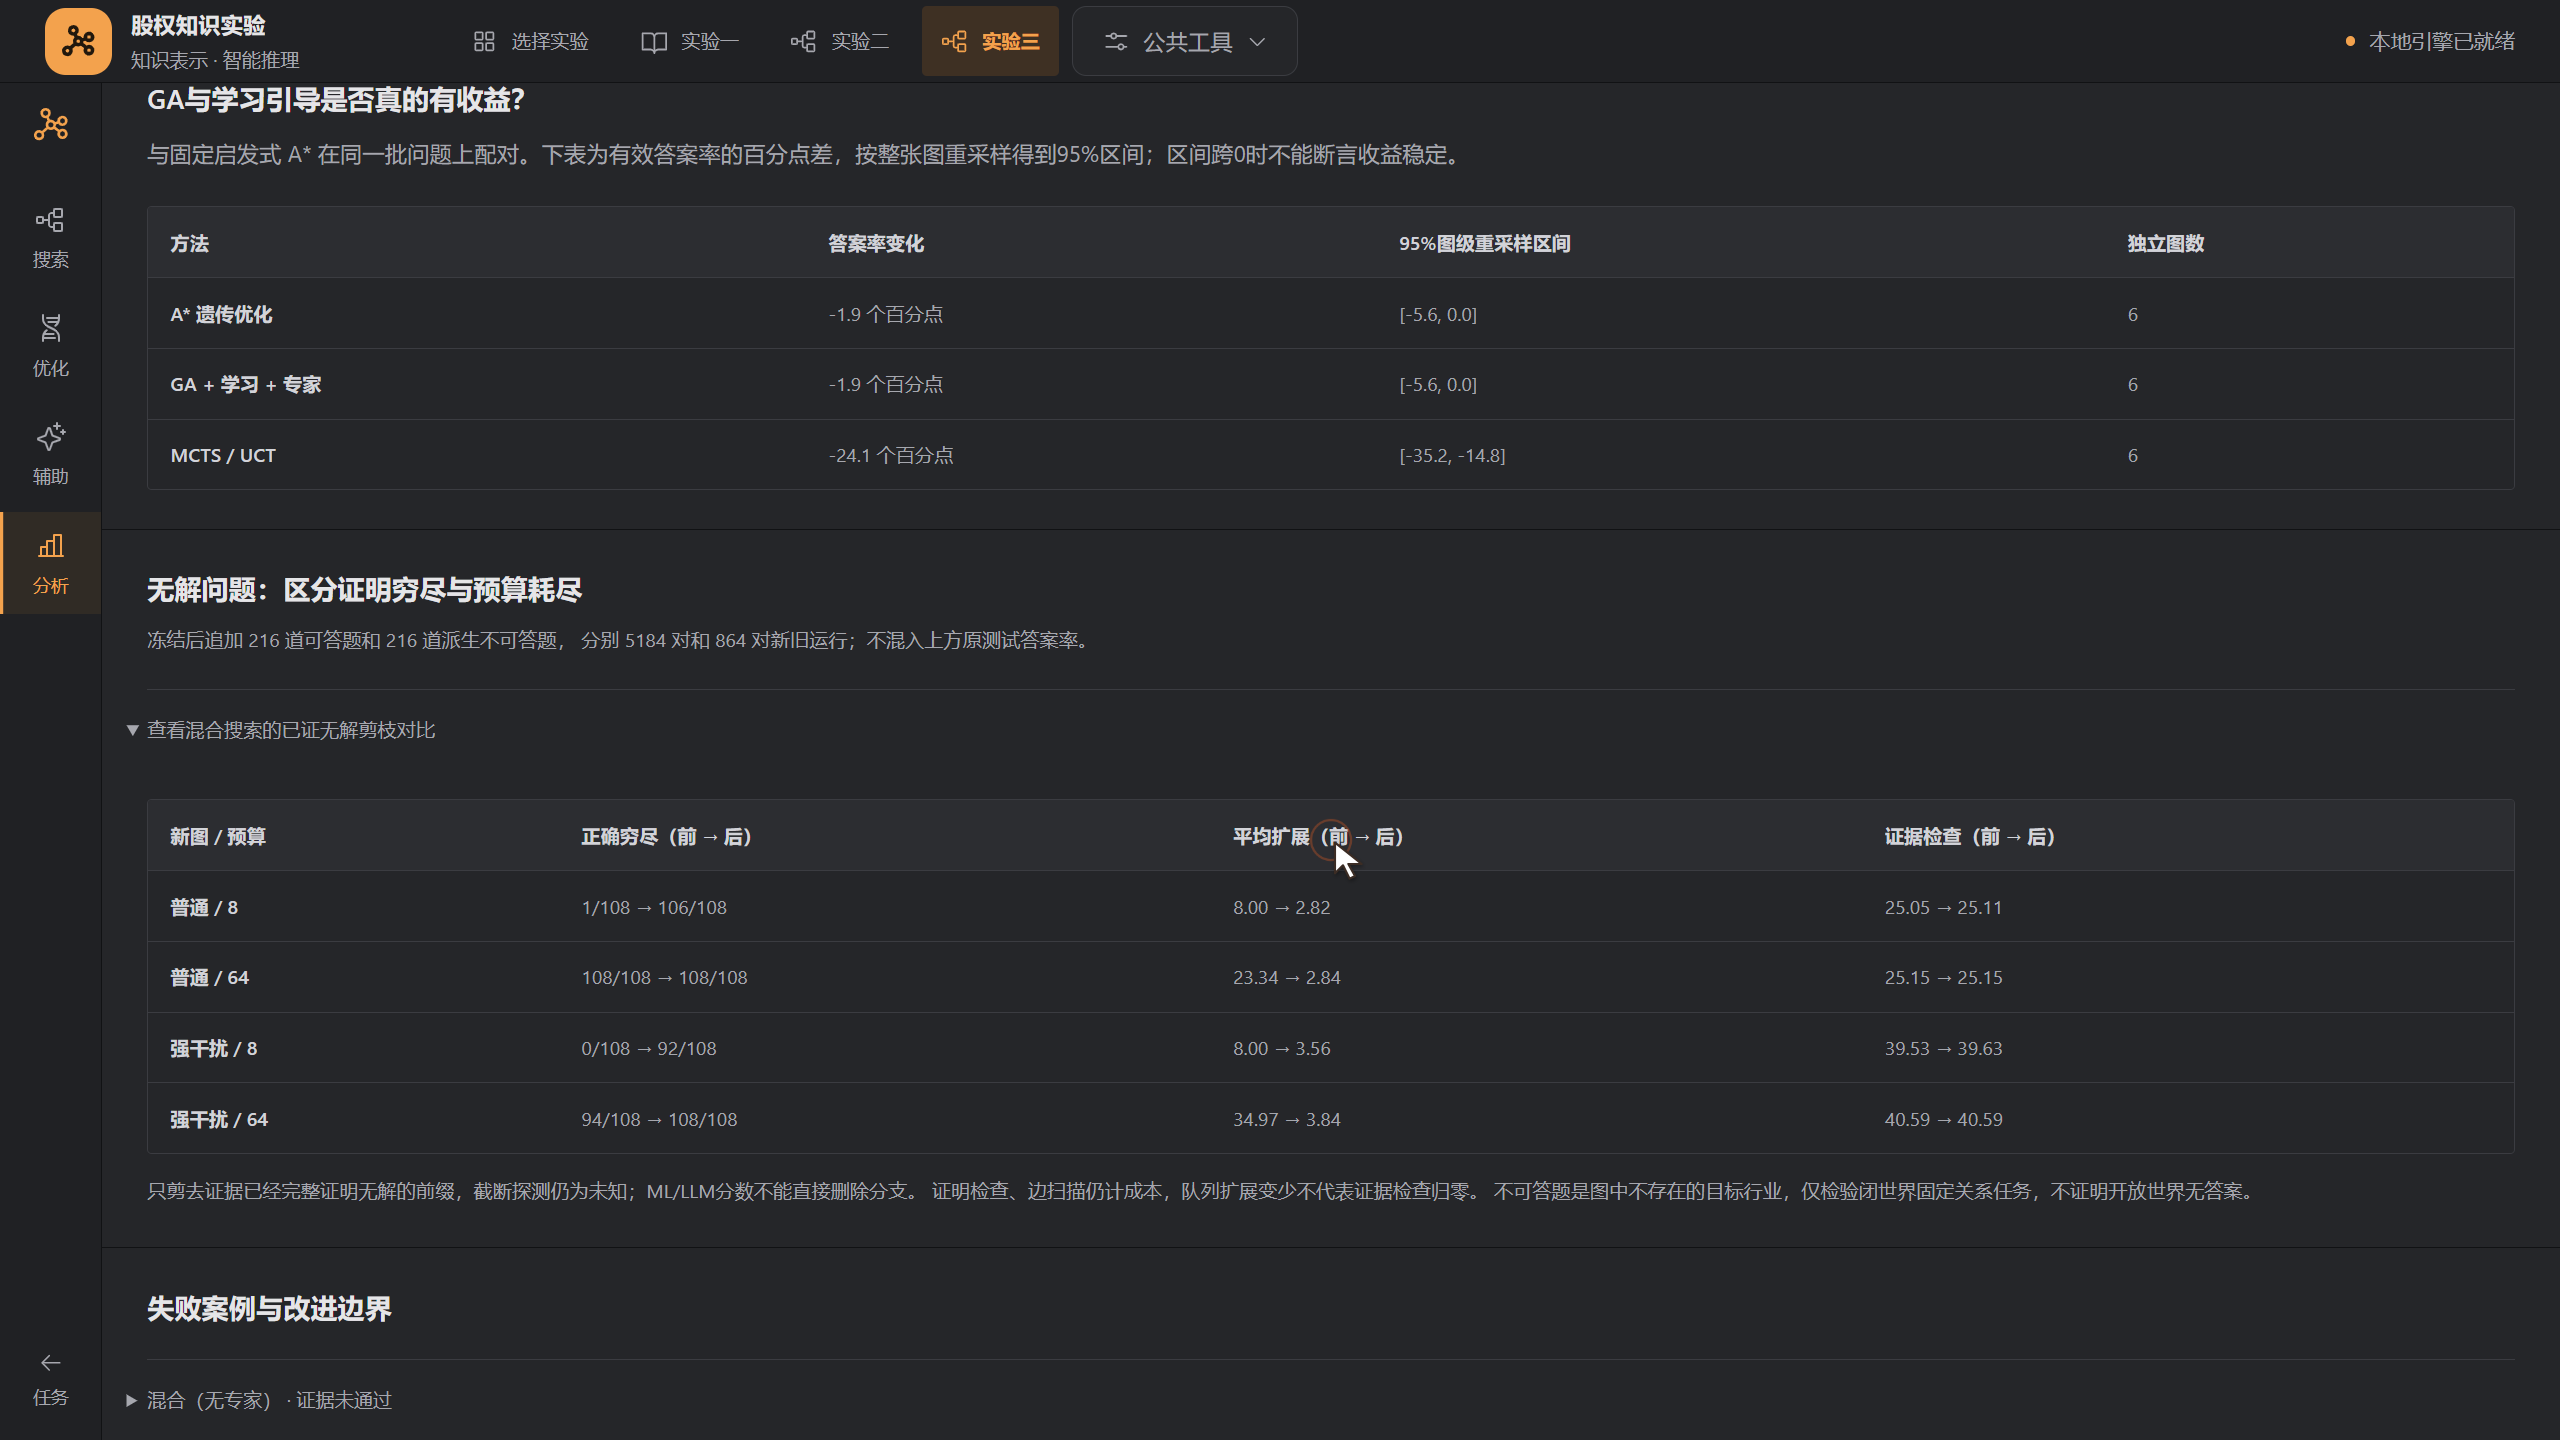 股权知识实验
知识表示 · 智能推理
选择实验
实验一
实验二
实验三
公共工具
本地引擎已就绪
搜索
优化
辅助
分析
任务
GA与学习引导是否真的有收益？
与固定启发式 A* 在同一批问题上配对。下表为有效答案率的百分点差，按整张图重采样得到95%区间；区间跨0时不能断言收益稳定。
方法 答案率变化 95%图级重采样区间 独立图数
A* 遗传优化 -1.9 个百分点 [-5.6, 0.0] 6
GA + 学习 + 专家 -1.9 个百分点 [-5.6, 0.0] 6
MCTS / UCT -24.1 个百分点 [-35.2, -14.8] 6
无解问题：区分证明穷尽与预算耗尽
冻结后追加 216 道可答题和 216 道派生不可答题， 分别 5184 对和 864 对新旧运行；不混入上方原测试答案率。
▼ 查看混合搜索的已证无解剪枝对比
新图 / 预算 正确穷尽（前 → 后） 平均扩展（前 → 后） 证据检查（前 → 后）
普通 / 8 1/108 → 106/108 8.00 → 2.82 25.05 → 25.11
普通 / 64 108/108 → 108/108 23.34 → 2.84 25.15 → 25.15
强干扰 / 8 0/108 → 92/108 8.00 → 3.56 39.53 → 39.63
强干扰 / 64 94/108 → 108/108 34.97 → 3.84 40.59 → 40.59
只剪去证据已经完整证明无解的前缀，截断探测仍为未知；ML/LLM分数不能直接删除分支。 证明检查、边扫描仍计成本，队列扩展变少不代表证据检查归零。 不可答题是图中不存在的目标行业，仅检验闭世界固定关系任务，不证明开放世界无答案。
失败案例与改进边界
▶ 混合（无专家） · 证据未通过